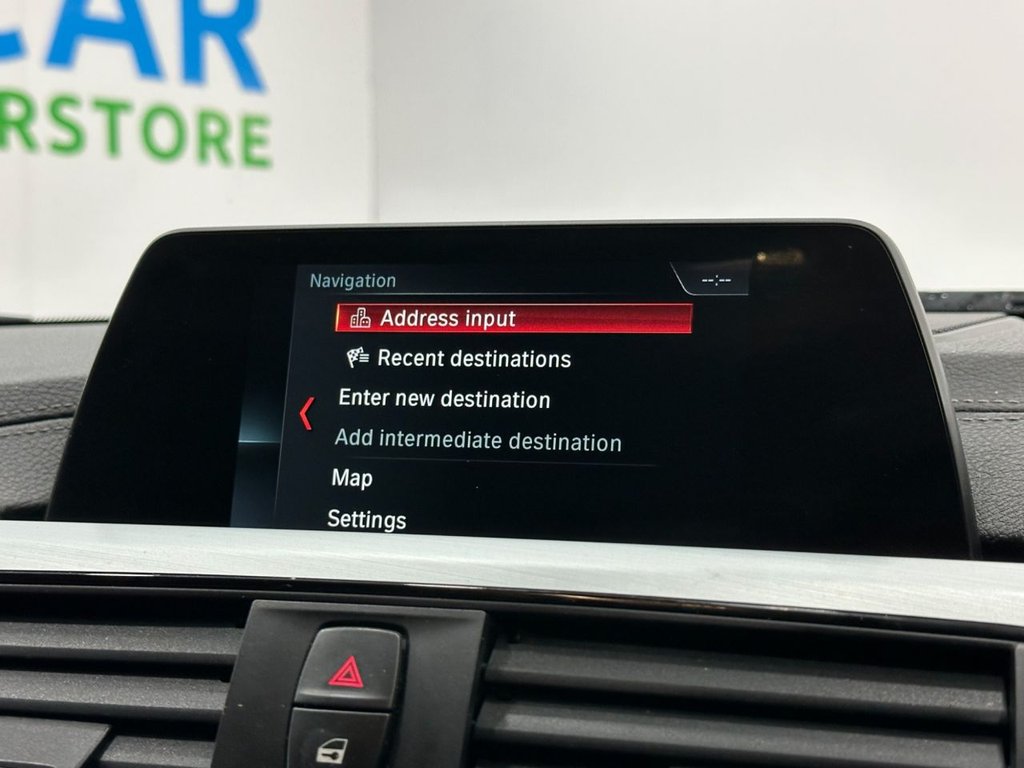 CAR
RSTORE
Navigation
--:--
Address input
Recent destinations
Enter new destination
Add intermediate destination
Map
Settings